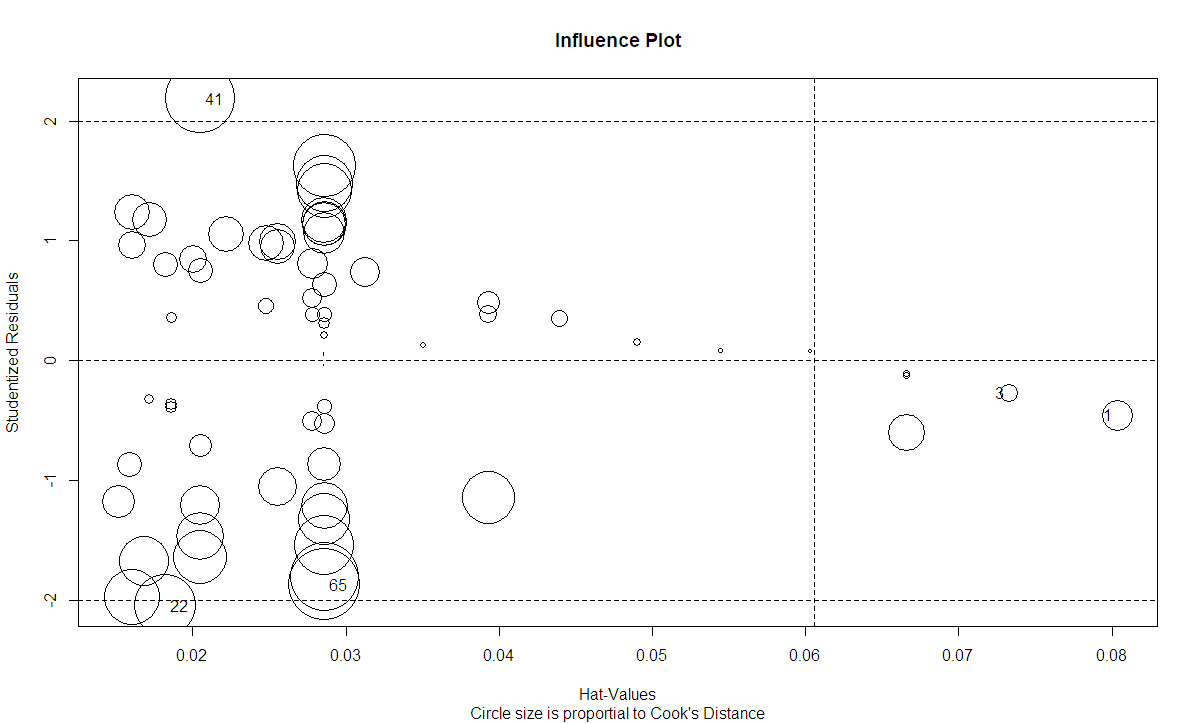 Influence Plot
Studentized Residuals
2
1
0
-1
-2
41
3
1
65
22
0.02 0.03 0.04 0.05 0.06 0.07 0.08
Hat-Values
Circle size is proportial to Cook's Distance